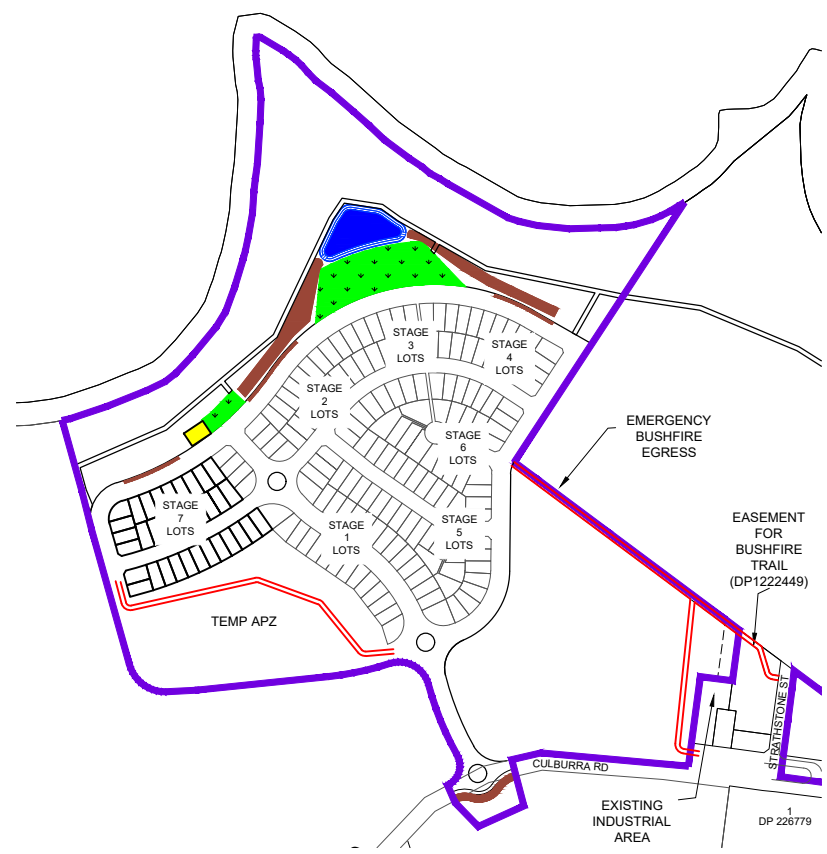 STAGE
3
LOTS
STAGE
4
LOTS
STAGE
2
LOTS
STAGE
6
LOTS
STAGE
7
LOTS
STAGE
1
LOTS
STAGE
5
LOTS
EMERGENCY
BUSHFIRE
EGRESS
EASEMENT
FOR
BUSHFIRE
TRAIL
(DP1222449)
TEMP APZ
STRATHSTONE ST
CULBURRA RD
EXISTING
INDUSTRIAL
AREA
1
DP 226779